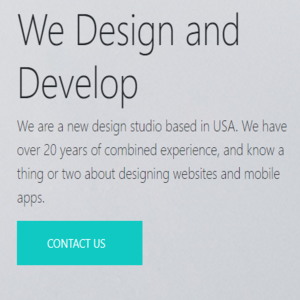 We Design and
Develop
We are a new design studio based in USA. We have
over 20 years of combined experience, and know a
thing or two about designing websites and mobile
apps.
CONTACT US